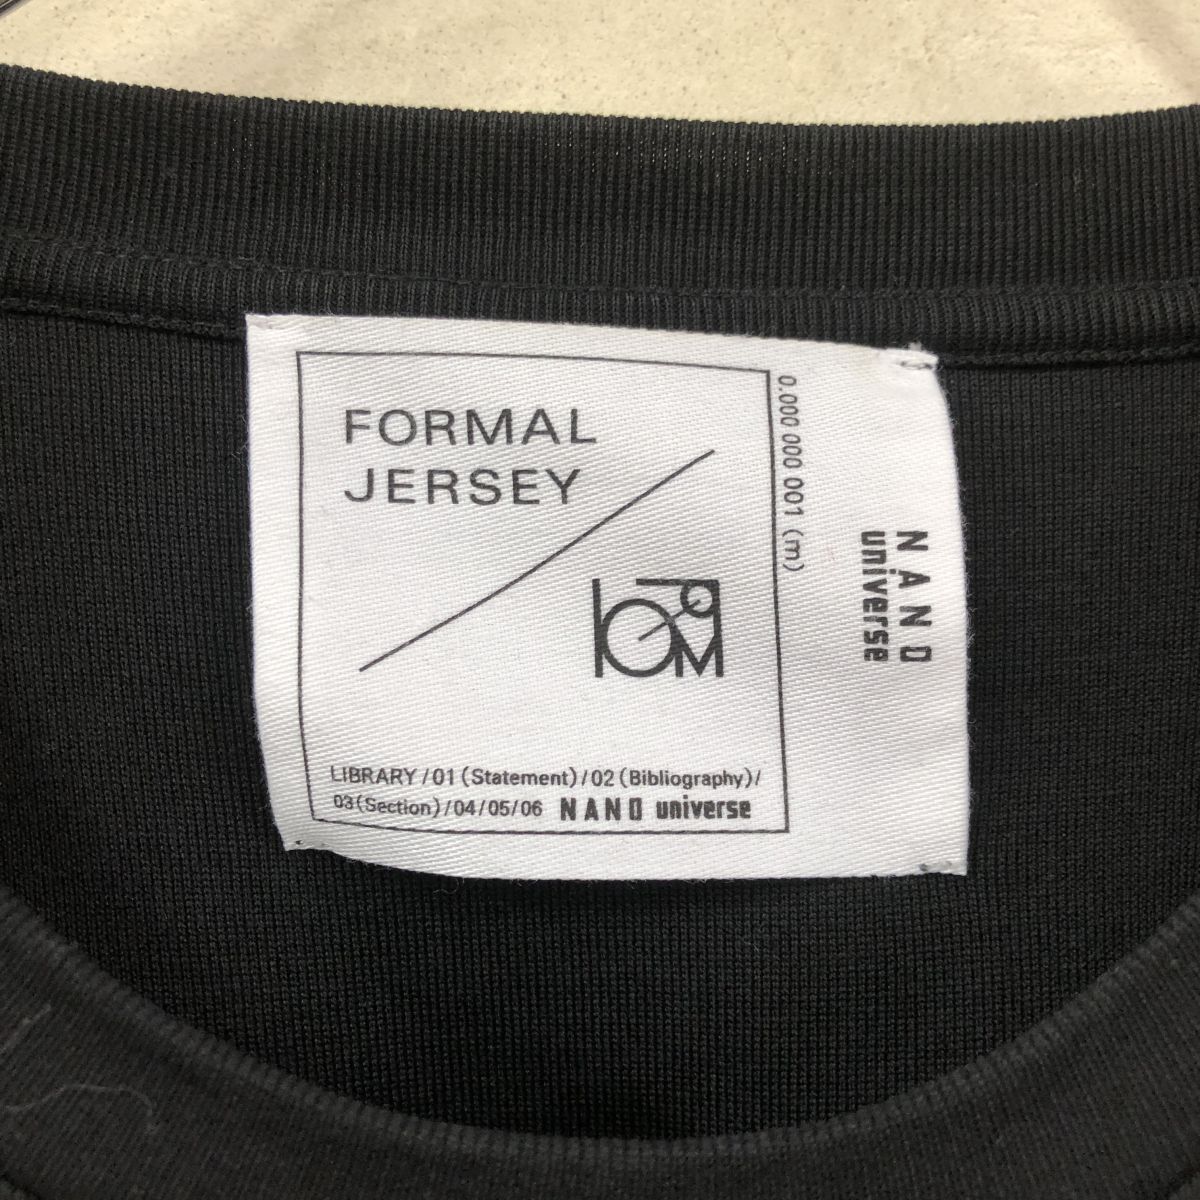 FORMAL
JERSEY
LIBRARY/01(Statement)/02(Bibliography)/
03(Section)/04/05/06 NANO universe
0.000 000 001 (m)
NANO
universe